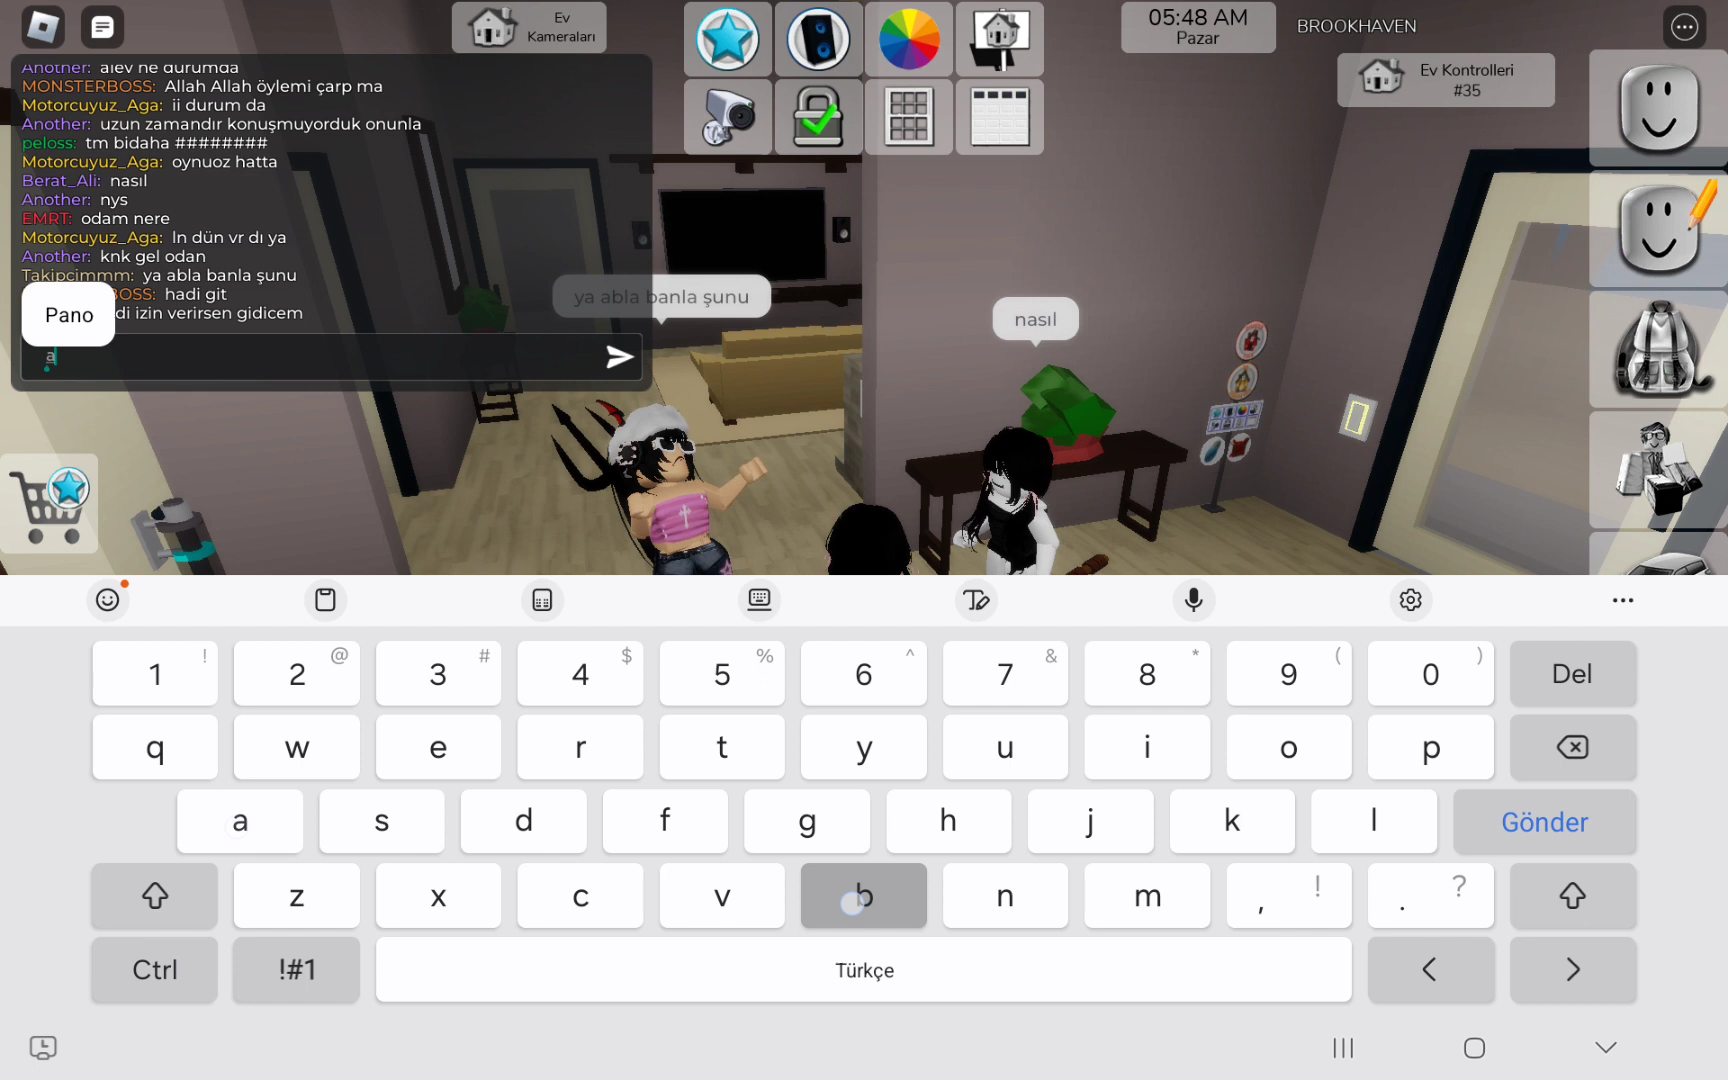 Ev
Kameraları
05:48 AM
Pazar
BROOKHAVEN
Ev Kontrolleri
#35
Another: alev ne durumda
MONSTERBOSS: Allah Allah öylemi çarp ma
Motorcuyuz_Aga: ii durum da
Another: uzun zamandır konuşmuyorduk onunla
peloss: tm bidaha ########
Motorcuyuz_Aga: oynuoz hatta
Berat_Ali: nasıl
Another: nys
EMRT: odam nere
Motorcuyuz_Aga: ln dün vr dı ya
Another: knk gel odan
Takipcimmm: ya abla banla şunu
BOSS: hadi git
di izin verirsen gidicem
Pano
a
ya abla banla şunu
nasıl
1 ! 2 @ 3 # 4 $ 5 % 6 ^ 7 & 8 * 9 ( 0 ) Del
q w e r t y u i o p
a s d f g h j k l Gönder
z x c v b n m , ! . ?
Ctrl !#1 Türkçe < >